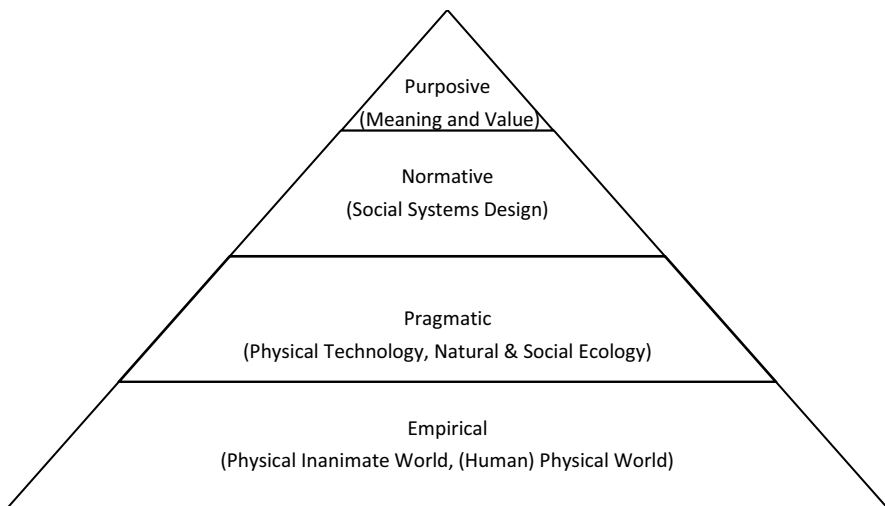 Purposive
(Meaning and Value)
Normative
(Social Systems Design)
Pragmatic
(Physical Technology, Natural & Social Ecology)
Empirical
(Physical Inanimate World, (Human) Physical World)